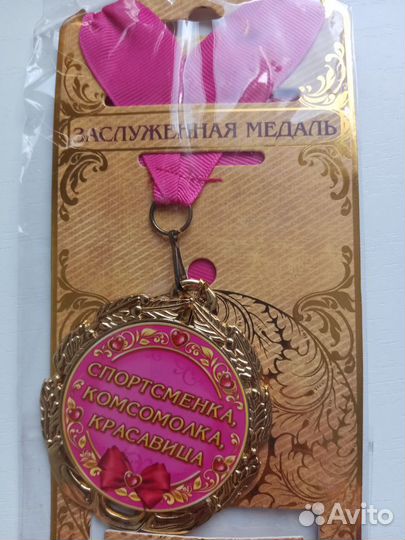 ЗАСЛУЖЕННАЯ МЕДАЛЬ
СПОРТСМЕНКА,
КОМСОМОЛКА,
КРАСАВИЦА
Avito